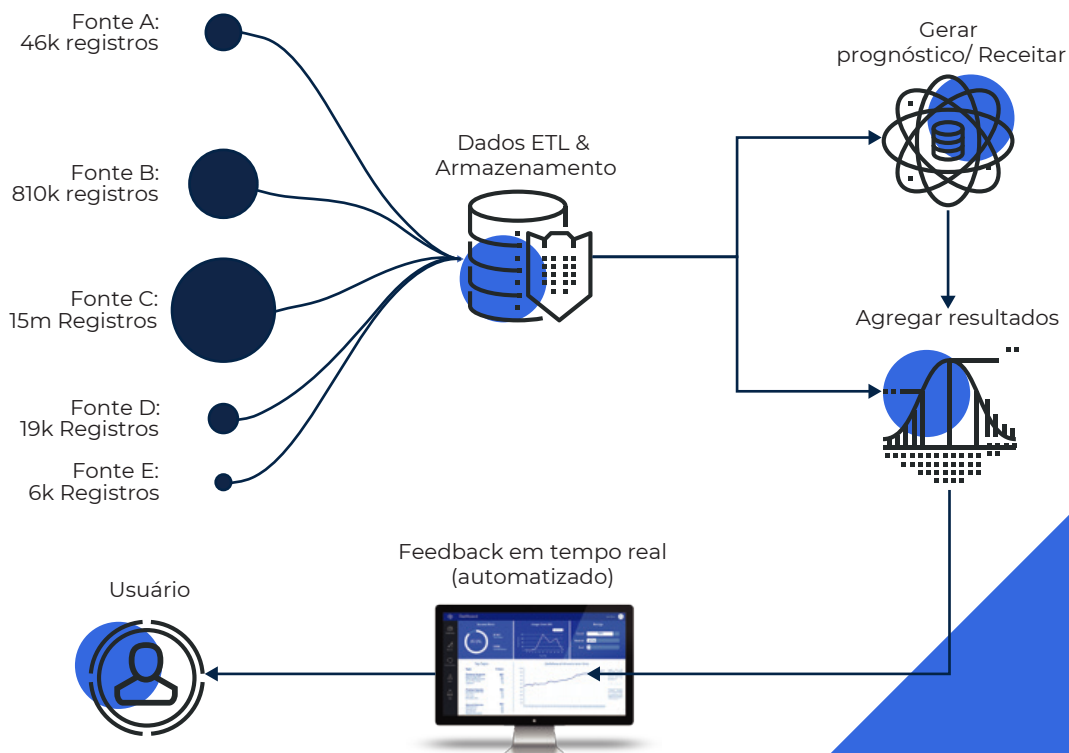 Fonte A:
46k registros
Fonte B:
810k registros
Fonte C:
15m Registros
Fonte D:
19k Registros
Fonte E:
6k Registros
Dados ETL &
Armazenamento
Gerar
prognóstico/ Receitar
Agregar resultados
Feedback em tempo real
(automatizado)
Usuário